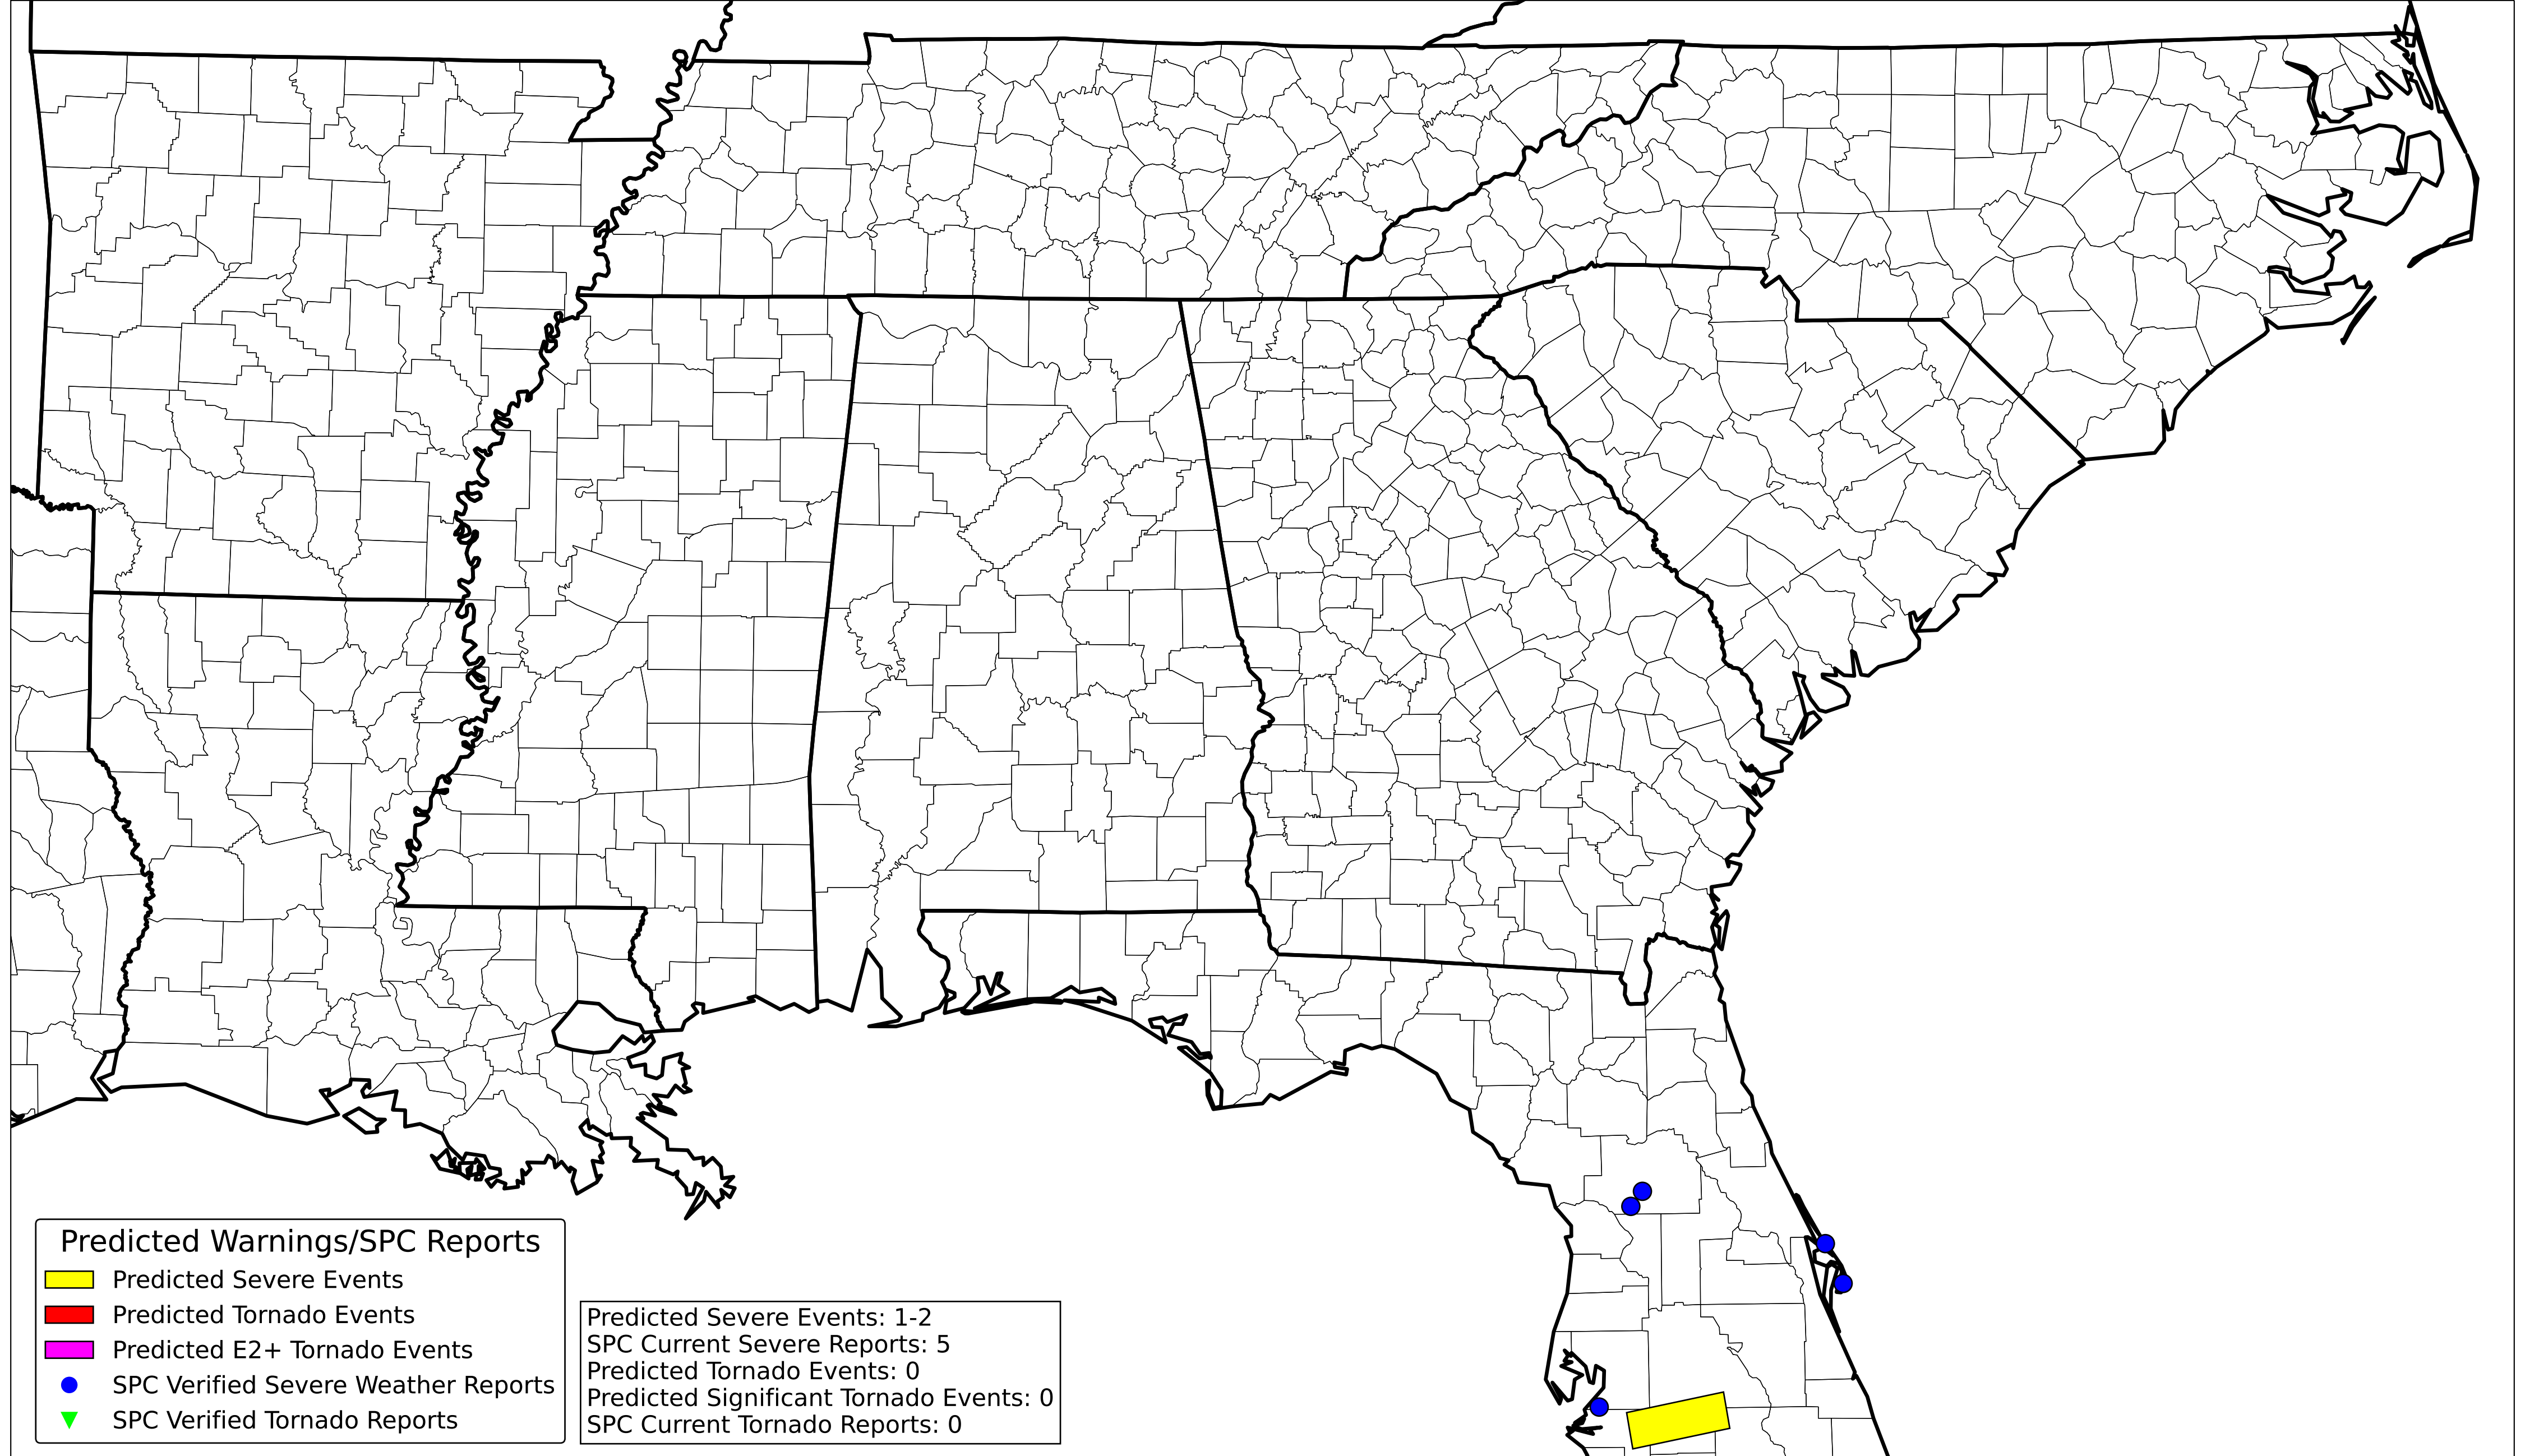 Predicted Warnings/SPC Reports
Predicted Severe Events
Predicted Tornado Events
Predicted E2+ Tornado Events
SPC Verified Severe Weather Reports
SPC Verified Tornado Reports
Predicted Severe Events: 1-2
SPC Current Severe Reports: 5
Predicted Tornado Events: 0
Predicted Significant Tornado Events: 0
SPC Current Tornado Reports: 0